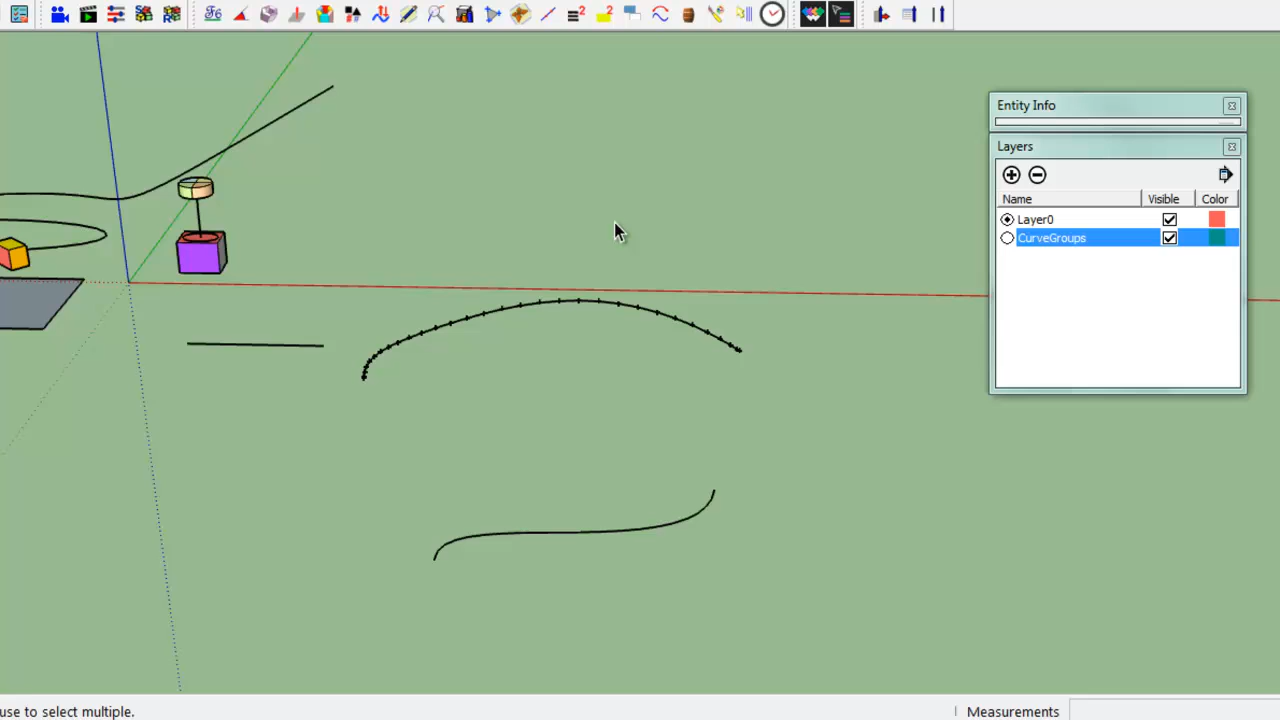 Entity Info
Layers
Name Visible Color
Layer0
CurveGroups
use to select multiple.
Measurements